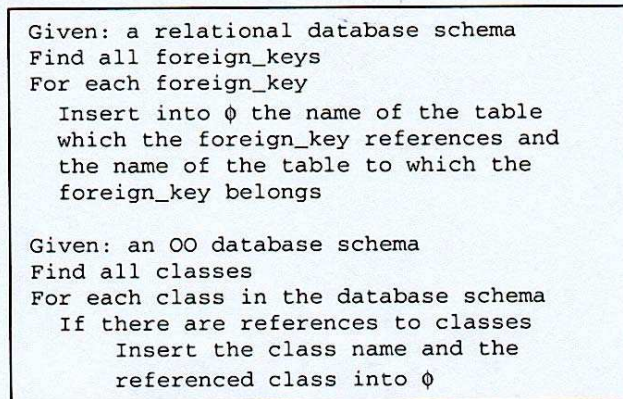 Given: a relational database schema
Find all foreign_keys
For each foreign_key
Insert into ϕ the name of the table
which the foreign_key references and
the name of the table to which the
foreign_key belongs
Given: an OO database schema
Find all classes
For each class in the database schema
If there are references to classes
Insert the class name and the
referenced class into ϕ